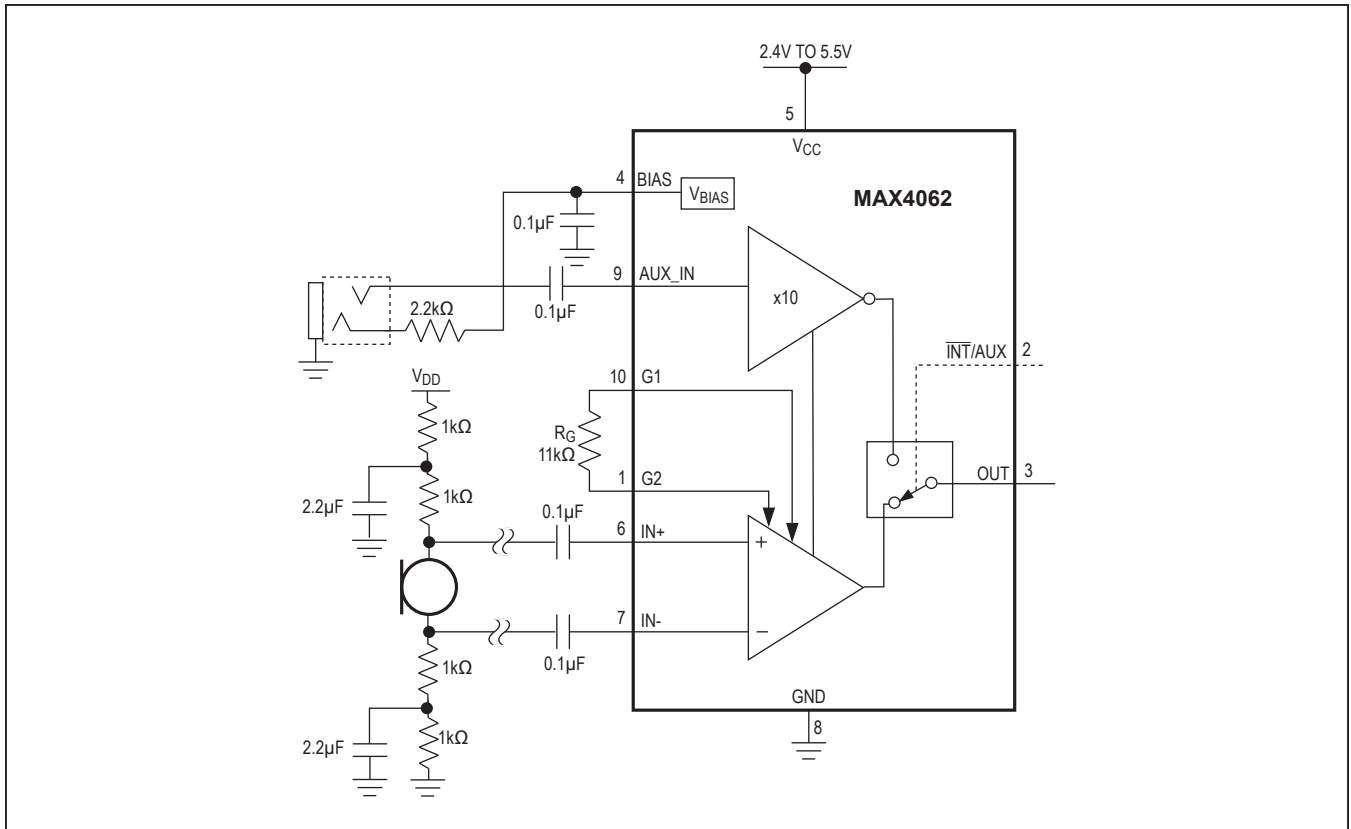 2.4V TO 5.5V
5
VCC
MAX4062
4 BIAS
VBIAS
0.1µF
9 AUX_IN
0.1µF
x10
2.2kΩ
INT/AUX 2
VDD
10 G1
1kΩ
RG
11kΩ
OUT 3
1 G2
1kΩ
2.2µF
0.1µF
6 IN+
+
7 IN-
−
0.1µF
1kΩ
GND
8
1kΩ
2.2µF